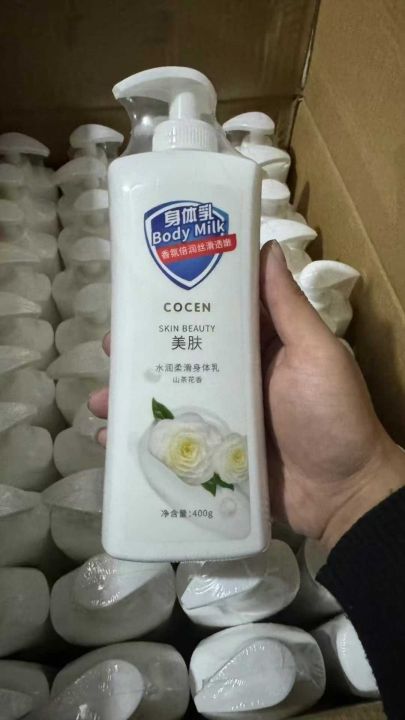 身体乳
Body Milk
香氛倍润丝滑透嫩
COCEN
SKIN BEAUTY
美肤
水润柔滑身体乳
山茶花香
净含量:400g